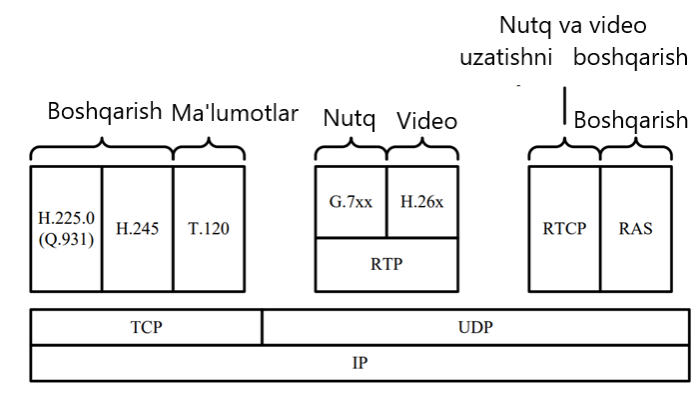 Nutq va video
uzatishni boshqarish
Boshqarish Ma'lumotlar Nutq Video Boshqarish
H.225.0
(Q.931)
H.245
T.120
G.7xx
H.26x
RTP
RTCP
RAS
TCP
UDP
IP